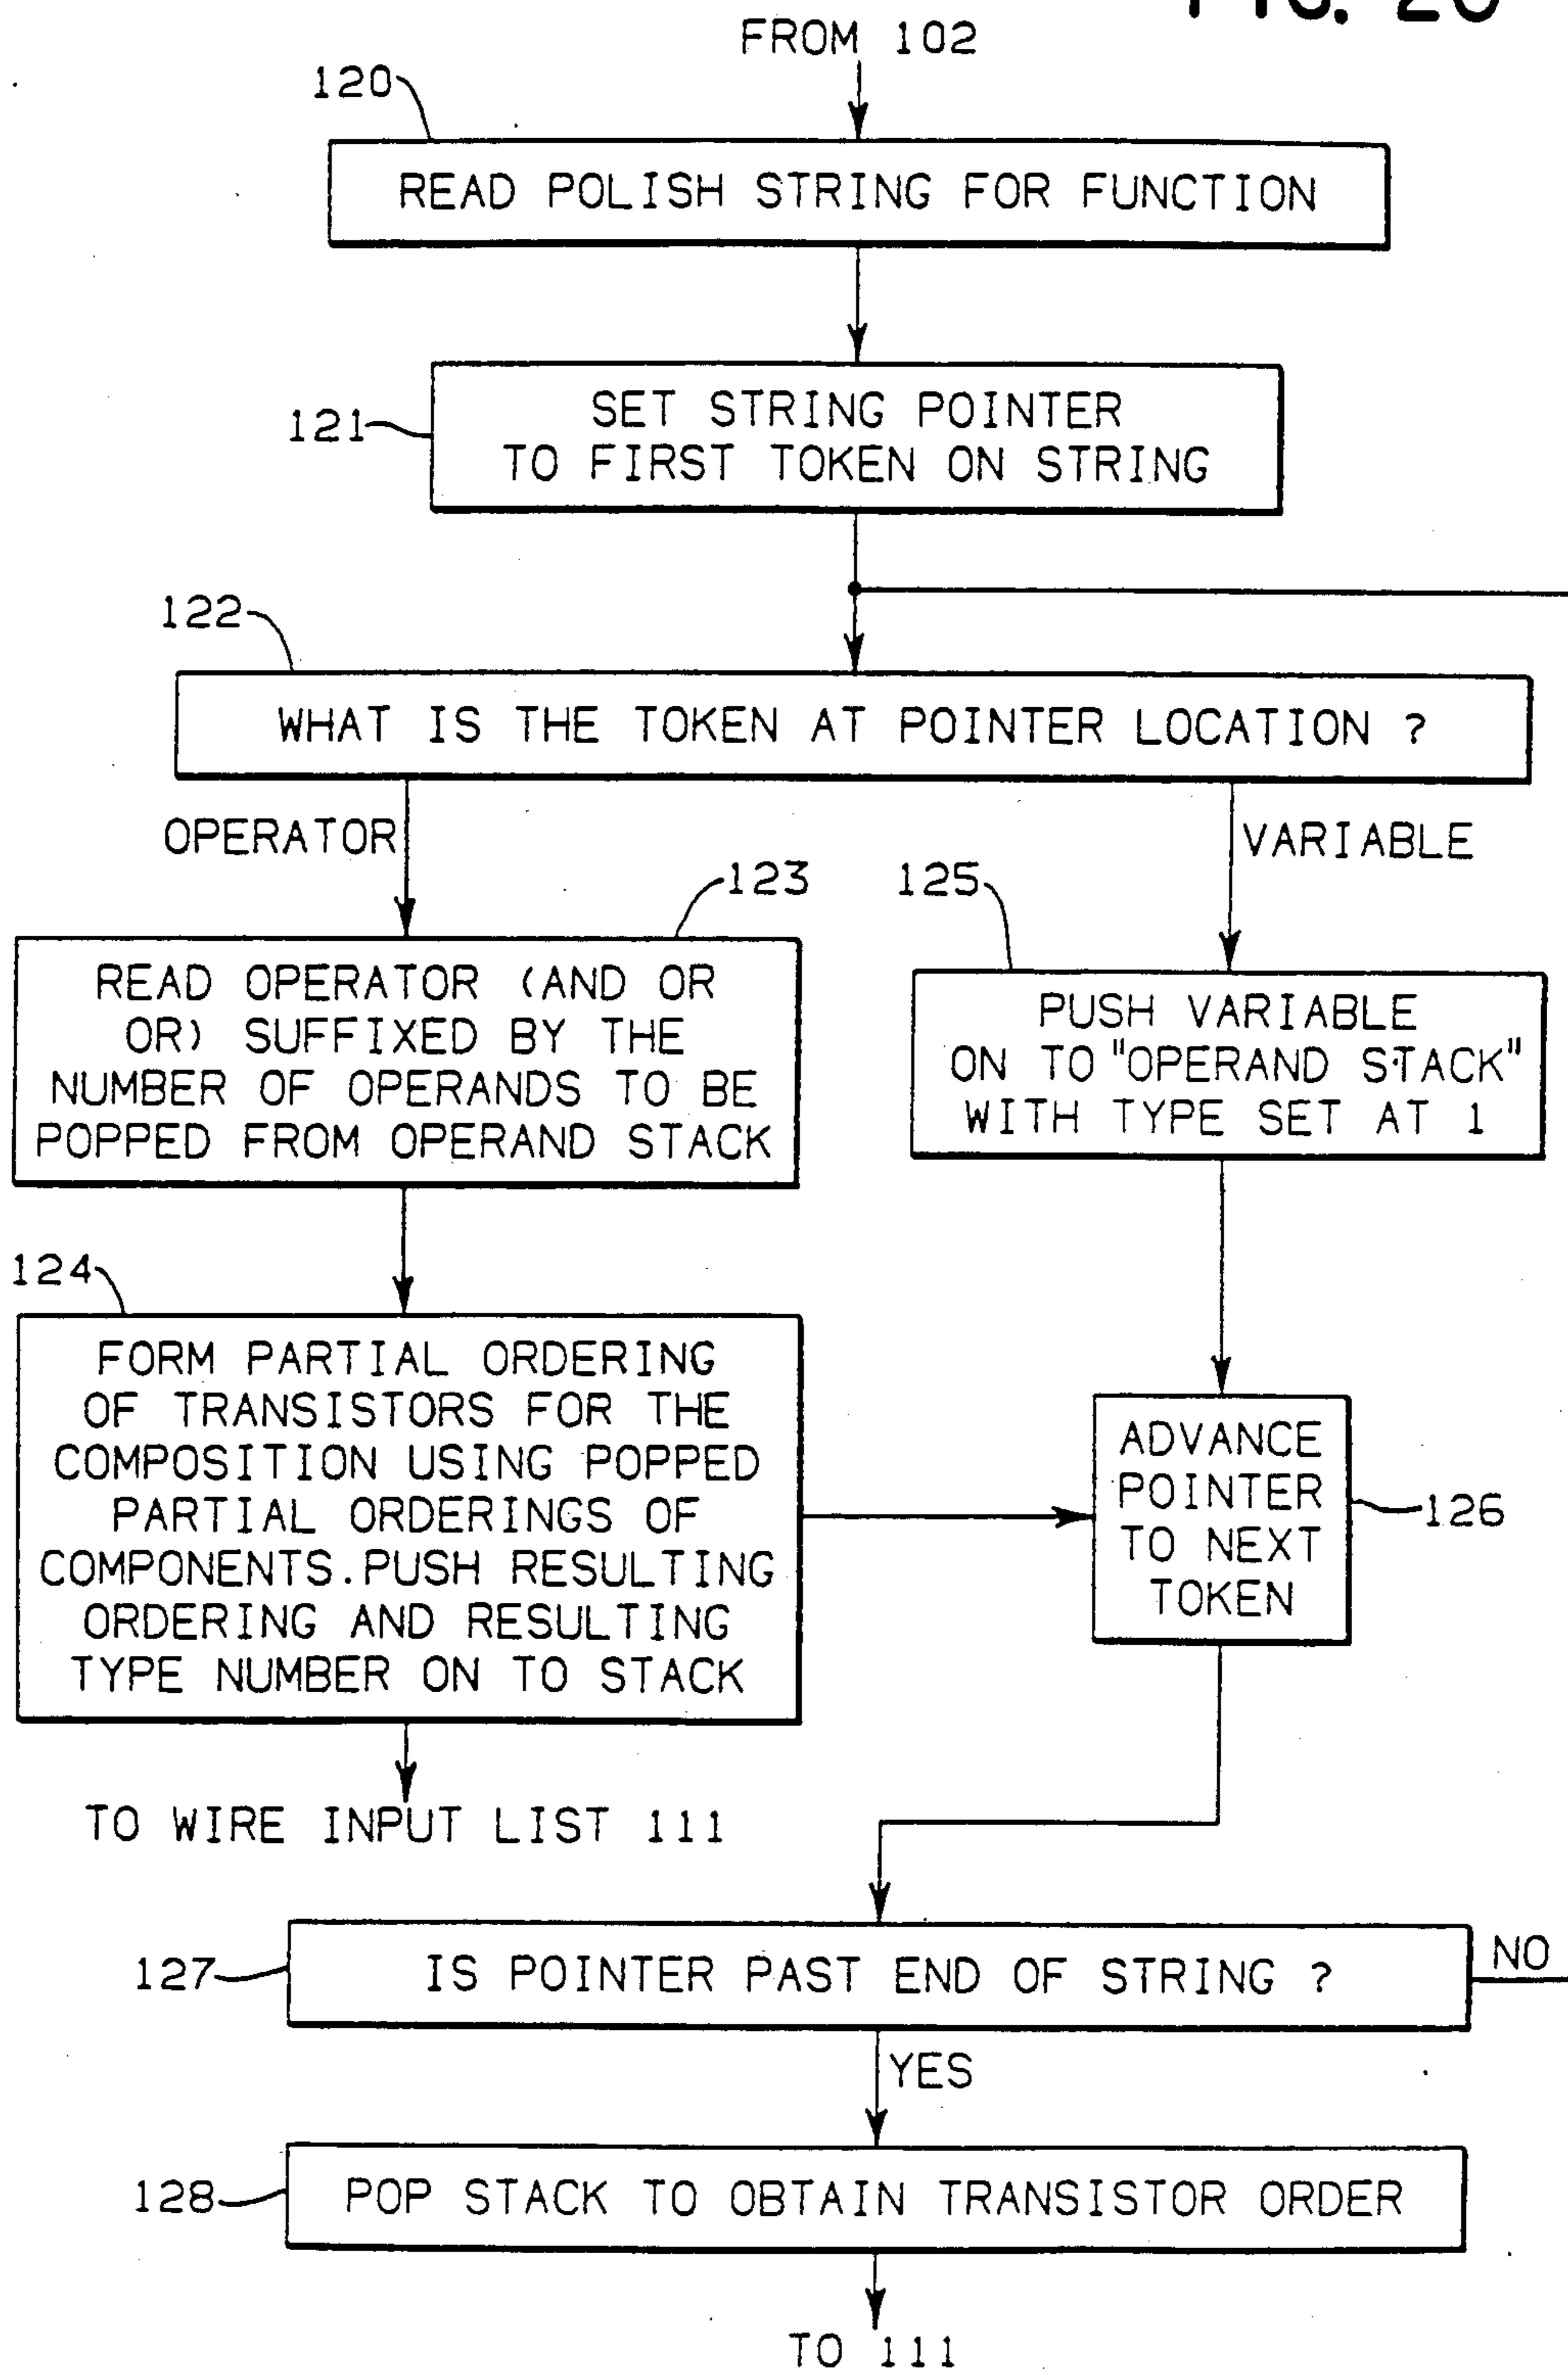 FIG. 20
FROM 102
120
READ POLISH STRING FOR FUNCTION
121
SET STRING POINTER
TO FIRST TOKEN ON STRING
122
WHAT IS THE TOKEN AT POINTER LOCATION ?
OPERATOR
VARIABLE
123
READ OPERATOR (AND OR
OR) SUFFIXED BY THE
NUMBER OF OPERANDS TO BE
POPPED FROM OPERAND STACK
125
PUSH VARIABLE
ON TO "OPERAND STACK"
WITH TYPE SET AT 1
124
FORM PARTIAL ORDERING
OF TRANSISTORS FOR THE
COMPOSITION USING POPPED
PARTIAL ORDERINGS OF
COMPONENTS.PUSH RESULTING
ORDERING AND RESULTING
TYPE NUMBER ON TO STACK
ADVANCE
POINTER
TO NEXT
TOKEN
126
TO WIRE INPUT LIST 111
127
IS POINTER PAST END OF STRING ?
NO
YES
128
POP STACK TO OBTAIN TRANSISTOR ORDER
TO 111